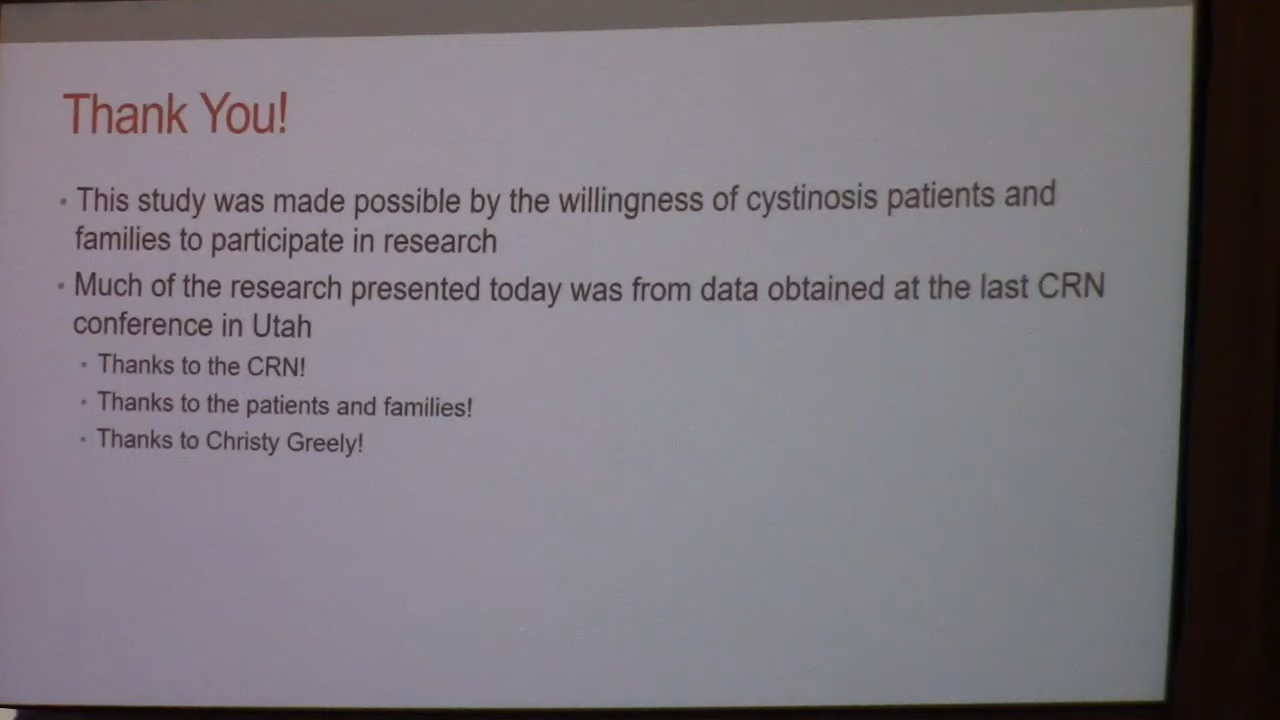 Thank You!
• This study was made possible by the willingness of cystinosis patients and
families to participate in research
• Much of the research presented today was from data obtained at the last CRN
conference in Utah
• Thanks to the CRN!
• Thanks to the patients and families!
• Thanks to Christy Greely!